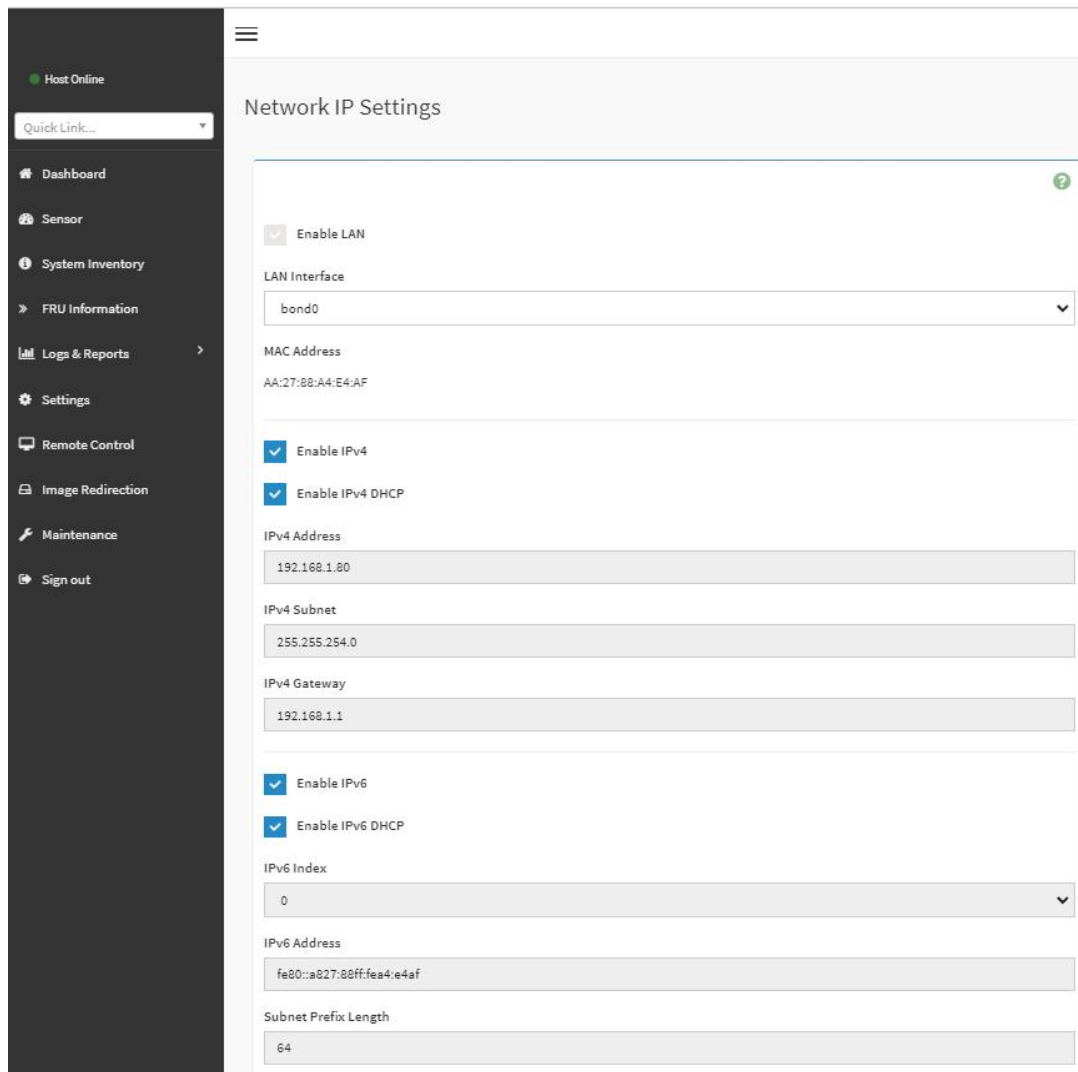 Host Online
Quick Link...
Dashboard
Sensor
System Inventory
FRU Information
Logs & Reports
Settings
Remote Control
Image Redirection
Maintenance
Sign out
Network IP Settings
Enable LAN
LAN Interface
bond0
MAC Address
AA:27:88:A4:E4:AF
Enable IPv4
Enable IPv4 DHCP
IPv4 Address
192.168.1.80
IPv4 Subnet
255.255.254.0
IPv4 Gateway
192.168.1.1
Enable IPv6
Enable IPv6 DHCP
IPv6 Index
0
IPv6 Address
fe80::a827:88ff:fea4:e4af
Subnet Prefix Length
64